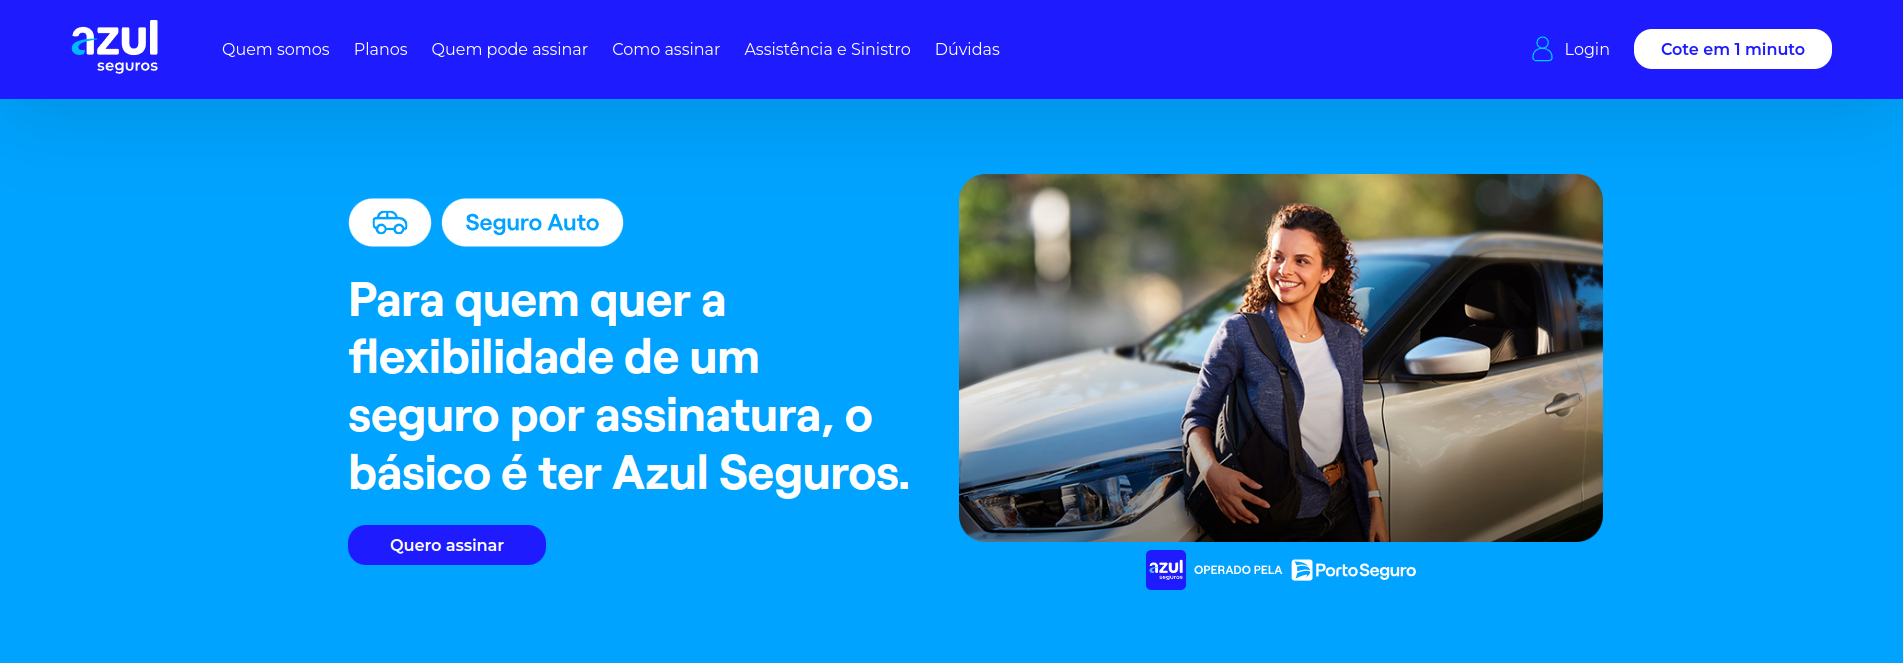 azul
seguros
Quem somos
Planos
Quem pode assinar
Como assinar
Assistência e Sinistro
Dúvidas
Login
Cote em 1 minuto
Seguro Auto
Para quem quer a
flexibilidade de um
seguro por assinatura, o
básico é ter Azul Seguros.
Quero assinar
azul
seguros
OPERADO PELA
PortoSeguro